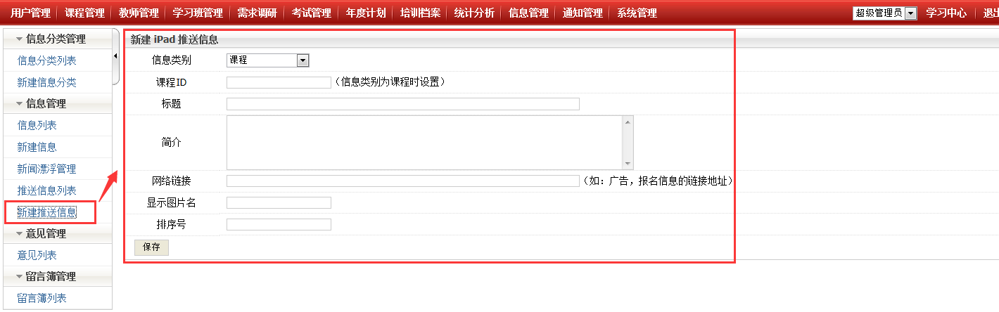 用户管理 课程管理 教师管理 学习班管理 需求调研 考试管理 年度计划 培训档案 统计分析 信息管理 通知管理 系统管理 超级管理员 学习中心
信息分类管理
信息分类列表
新建信息分类
信息管理
信息列表
新建信息
新闻漂浮管理
推送信息列表
新建推送信息
意见管理
意见列表
留言簿管理
留言簿列表
新建 iPad 推送信息
信息类别 课程
课程ID (信息类别为课程时设置)
标题
简介
网络链接 (如：广告，报名信息的链接地址)
显示图片名
排序号
保存